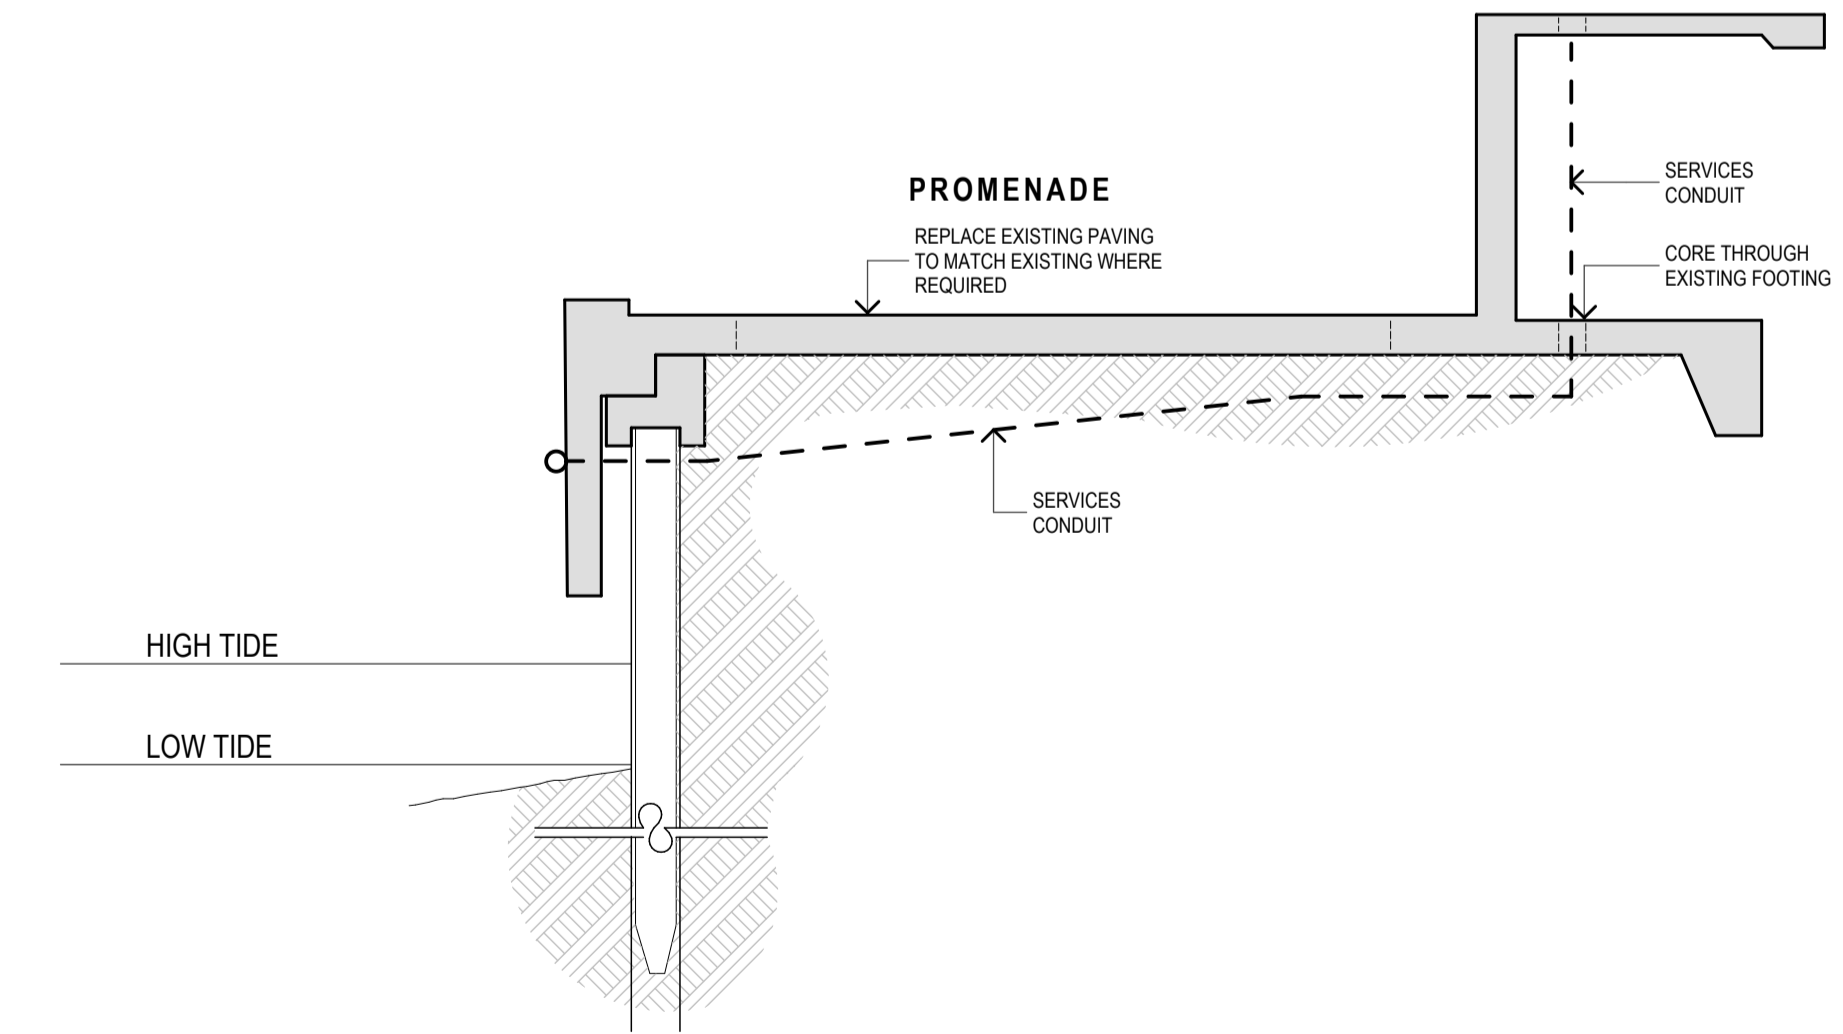 SERVICES
CONDUIT
PROMENADE
REPLACE EXISTING PAVING
TO MATCH EXISTING WHERE
REQUIRED
CORE THROUGH
EXISTING FOOTING
SERVICES
CONDUIT
HIGH TIDE
LOW TIDE